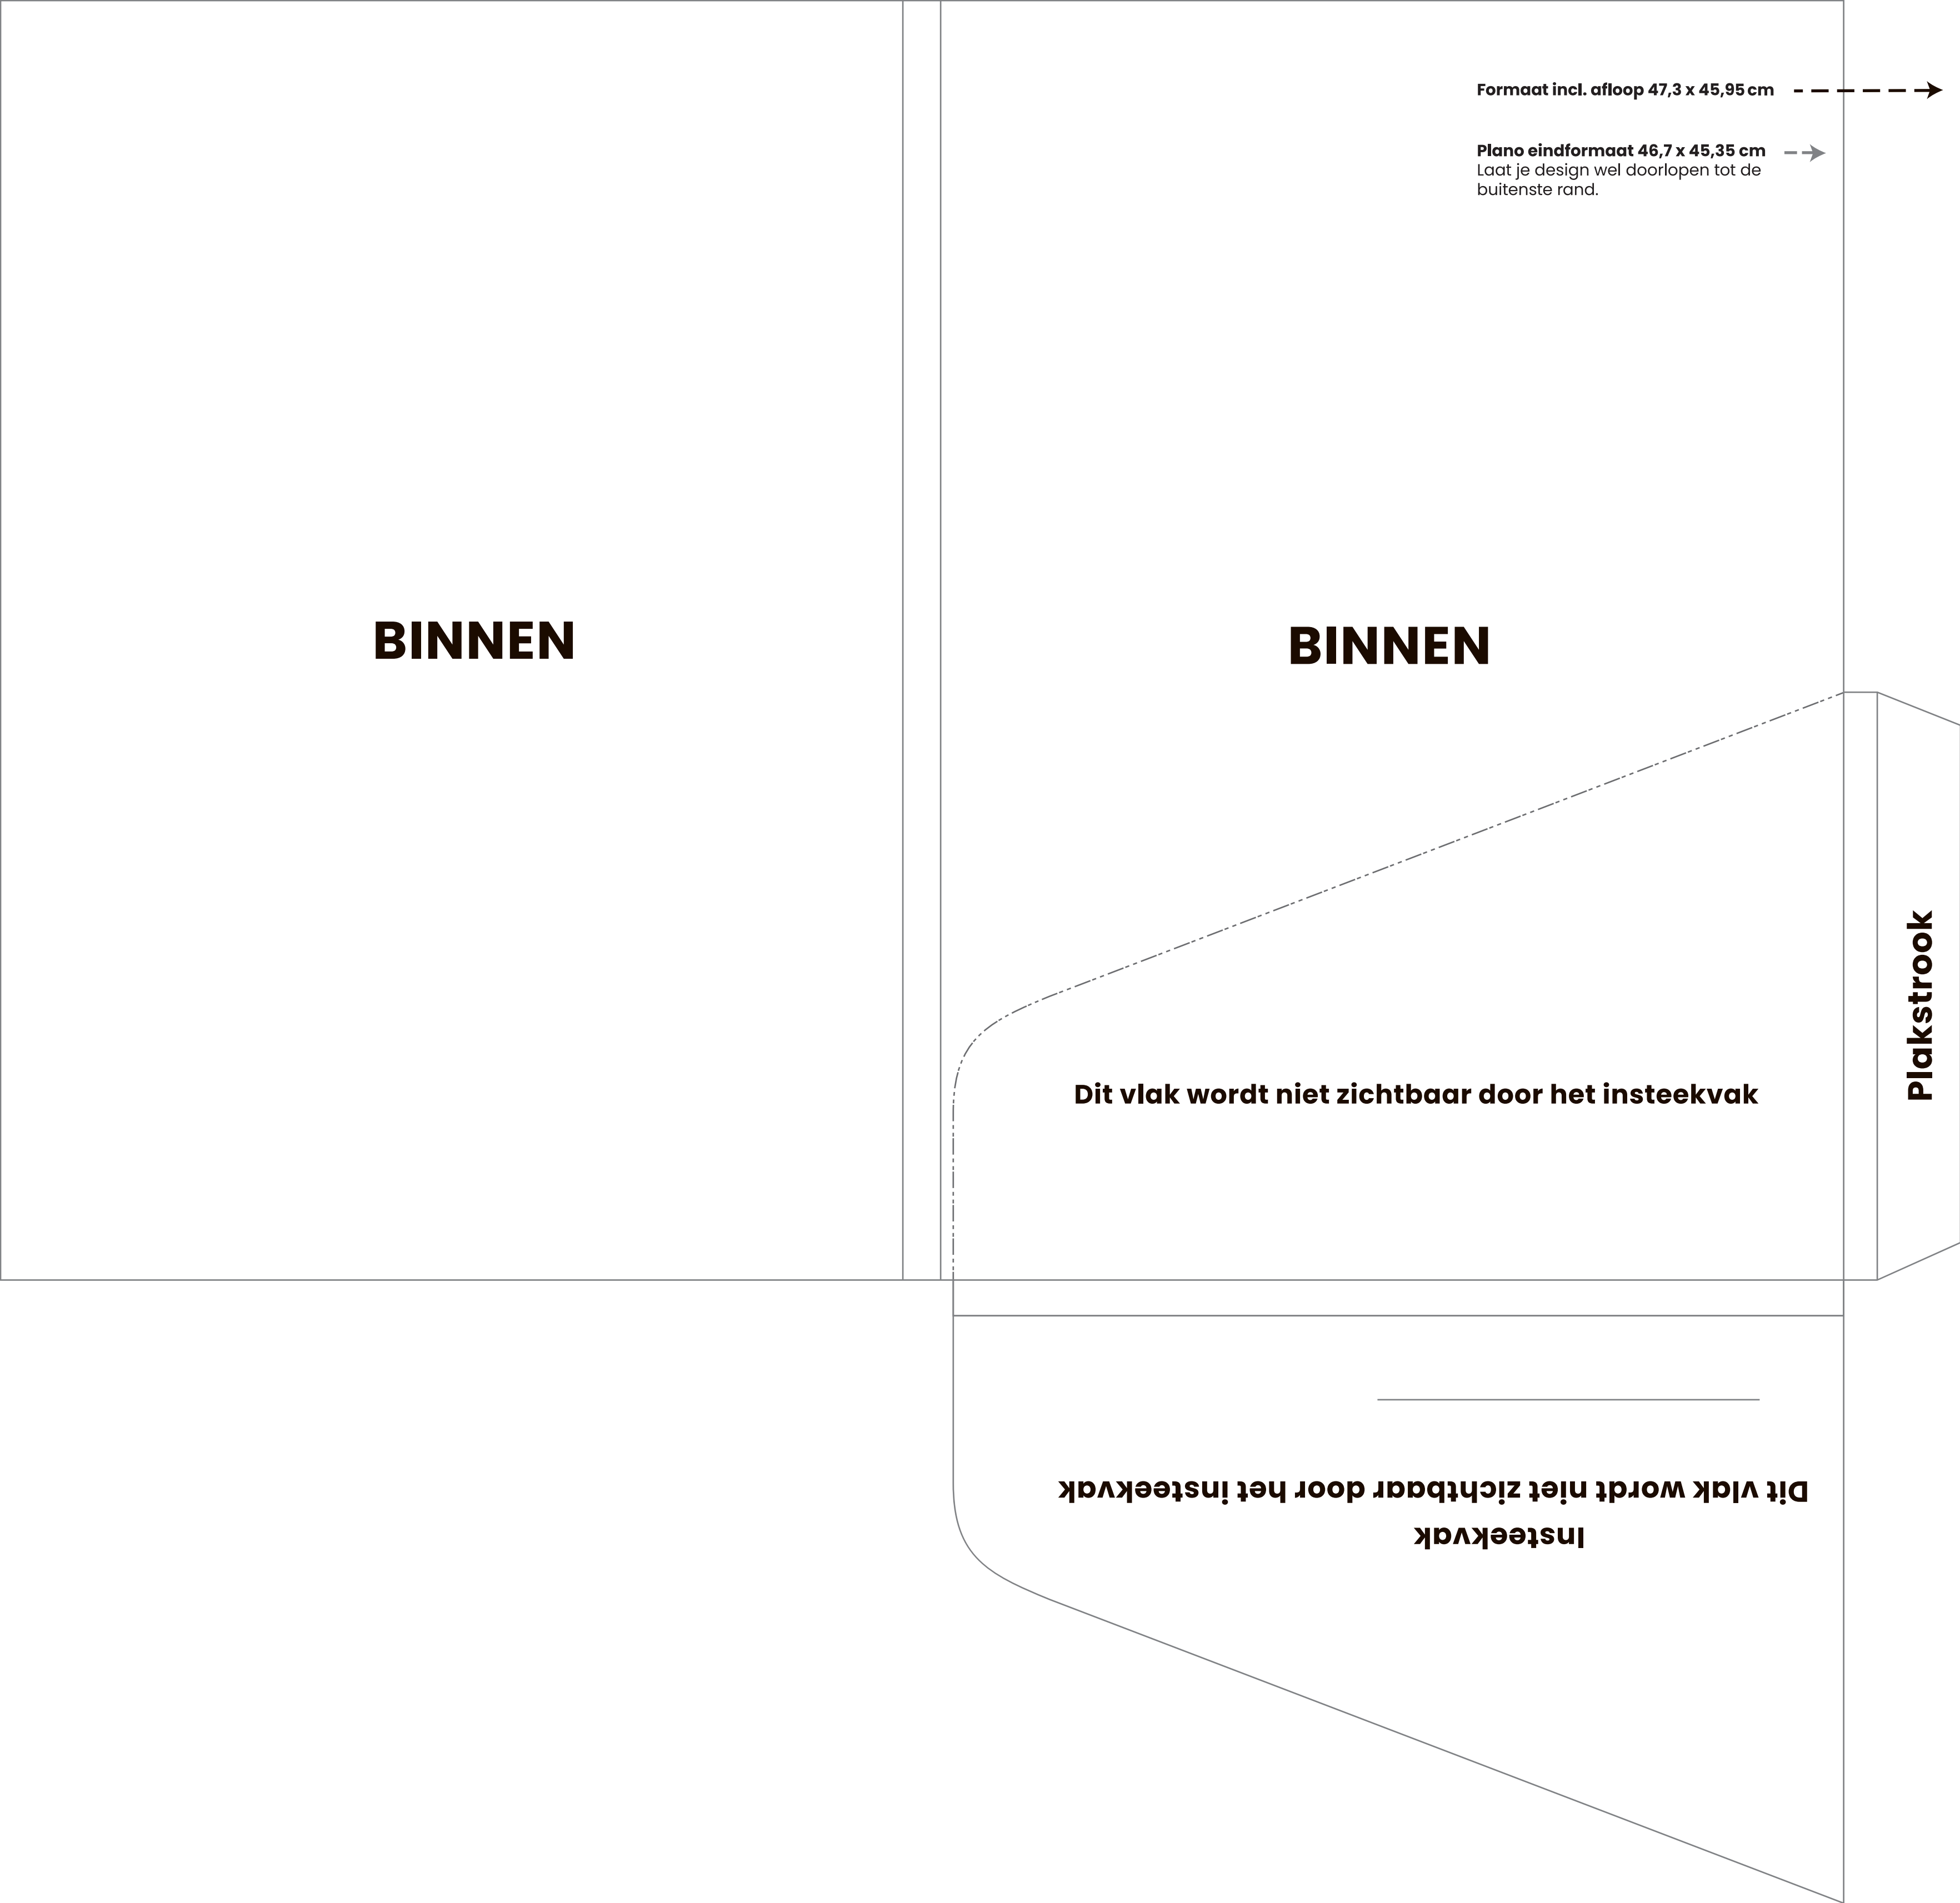 Formaat incl. afloop 47,3 x 45,95 cm
Plano eindformaat 46,7 x 45,35 cm
Laat je design wel doorlopen tot de
buitenste rand.
BINNEN
BINNEN
Plakstrook
Dit vlak wordt niet zichtbaar door het insteekvak
Insteekvak
Dit vlak wordt niet zichtbaar door het insteekvak